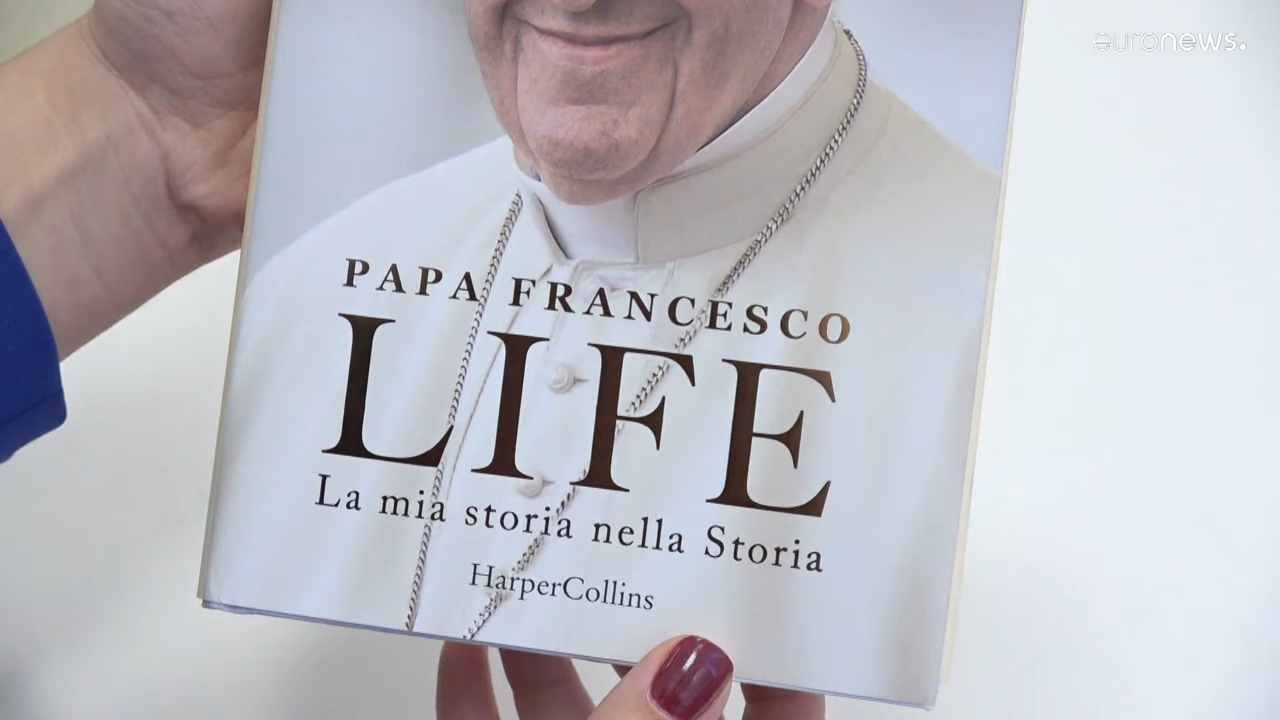 euronews.
PAPA FRANCESCO
LIFE
La mia storia nella Storia
HarperCollins